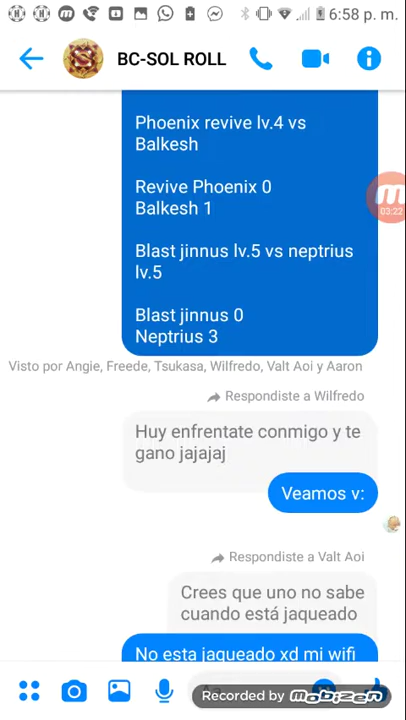 6:58 p. m.
BC-SOL ROLL
Phoenix revive lv.4 vs
Balkesh
03:22
Revive Phoenix 0
Balkesh 1
Blast jinnus lv.5 vs neptrius
lv.5
Blast jinnus 0
Neptrius 3
Visto por Angie, Freede, Tsukasa, Wilfredo, Valt Aoi y Aaron
Respondiste a Wilfredo
Huy enfrentate conmigo y te
gano jajajaj
Veamos v:
Respondiste a Valt Aoi
Crees que uno no sabe
cuando está jaqueado
No esta jaqueado xd mi wifi
Recorded by mobizen